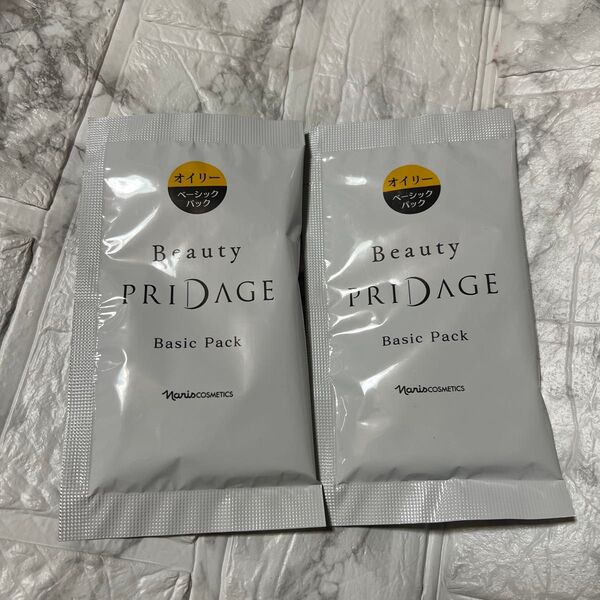 オイリー
ベーシック
パック
Beauty
PRIDAGE
Basic Pack
naris COSMETICS
オイリー
ベーシック
パック
Beauty
PRIDAGE
Basic Pack
naris COSMETICS